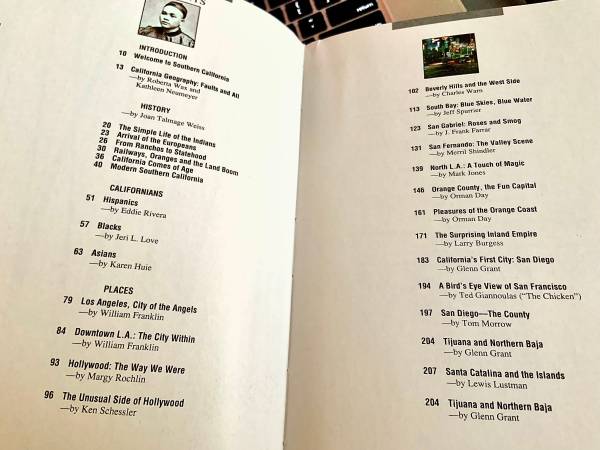 INTRODUCTION
10 Welcome to Southern California
13 California Geography: Faults and All
—by Roberta Wax and
Kathleen Neumeyer
HISTORY
—by Joan Talmage Weiss
20 The Simple Life of the Indians
23 Arrival of the Europeans
26 From Ranchos to Statehood
30 Railways, Oranges and the Land Boom
36 California Comes of Age
40 Modern Southern California
CALIFORNIANS
51 Hispanics
—by Eddie Rivera
57 Blacks
—by Jeri L. Love
63 Asians
—by Karen Huie
PLACES
79 Los Angeles, City of the Angels
—by William Franklin
84 Downtown L.A.: The City Within
—by William Franklin
93 Hollywood: The Way We Were
—by Margy Rochlin
96 The Unusual Side of Hollywood
—by Ken Schessler
102 Beverly Hills and the West Side
—by Charles Warn
113 South Bay: Blue Skies, Blue Water
—by Jeff Spurrier
123 San Gabriel: Roses and Smog
—by J. Frank Farrar
131 San Fernando: The Valley Scene
—by Merril Shindler
139 North L.A.: A Touch of Magic
—by Mark Jones
146 Orange County, the Fun Capital
—by Orman Day
161 Pleasures of the Orange Coast
—by Orman Day
171 The Surprising Inland Empire
—by Larry Burgess
183 California's First City: San Diego
—by Glenn Grant
194 A Bird's Eye View of San Francisco
—by Ted Giannoulas ("The Chicken")
197 San Diego—The County
—by Tom Morrow
204 Tijuana and Northern Baja
—by Glenn Grant
207 Santa Catalina and the Islands
—by Lewis Lustman
204 Tijuana and Northern Baja
—by Glenn Grant